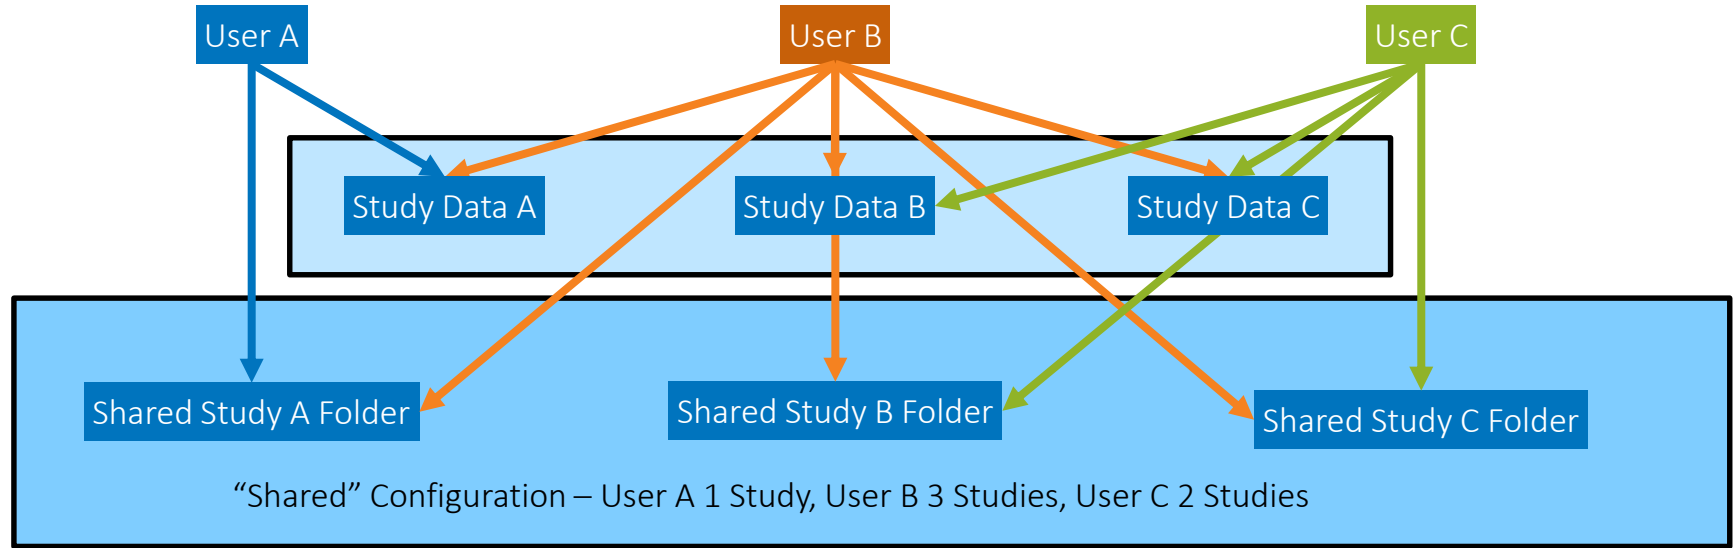 User A
User B
User C
Study Data A
Study Data B
Study Data C
Shared Study A Folder
Shared Study B Folder
Shared Study C Folder
“Shared” Configuration – User A 1 Study, User B 3 Studies, User C 2 Studies